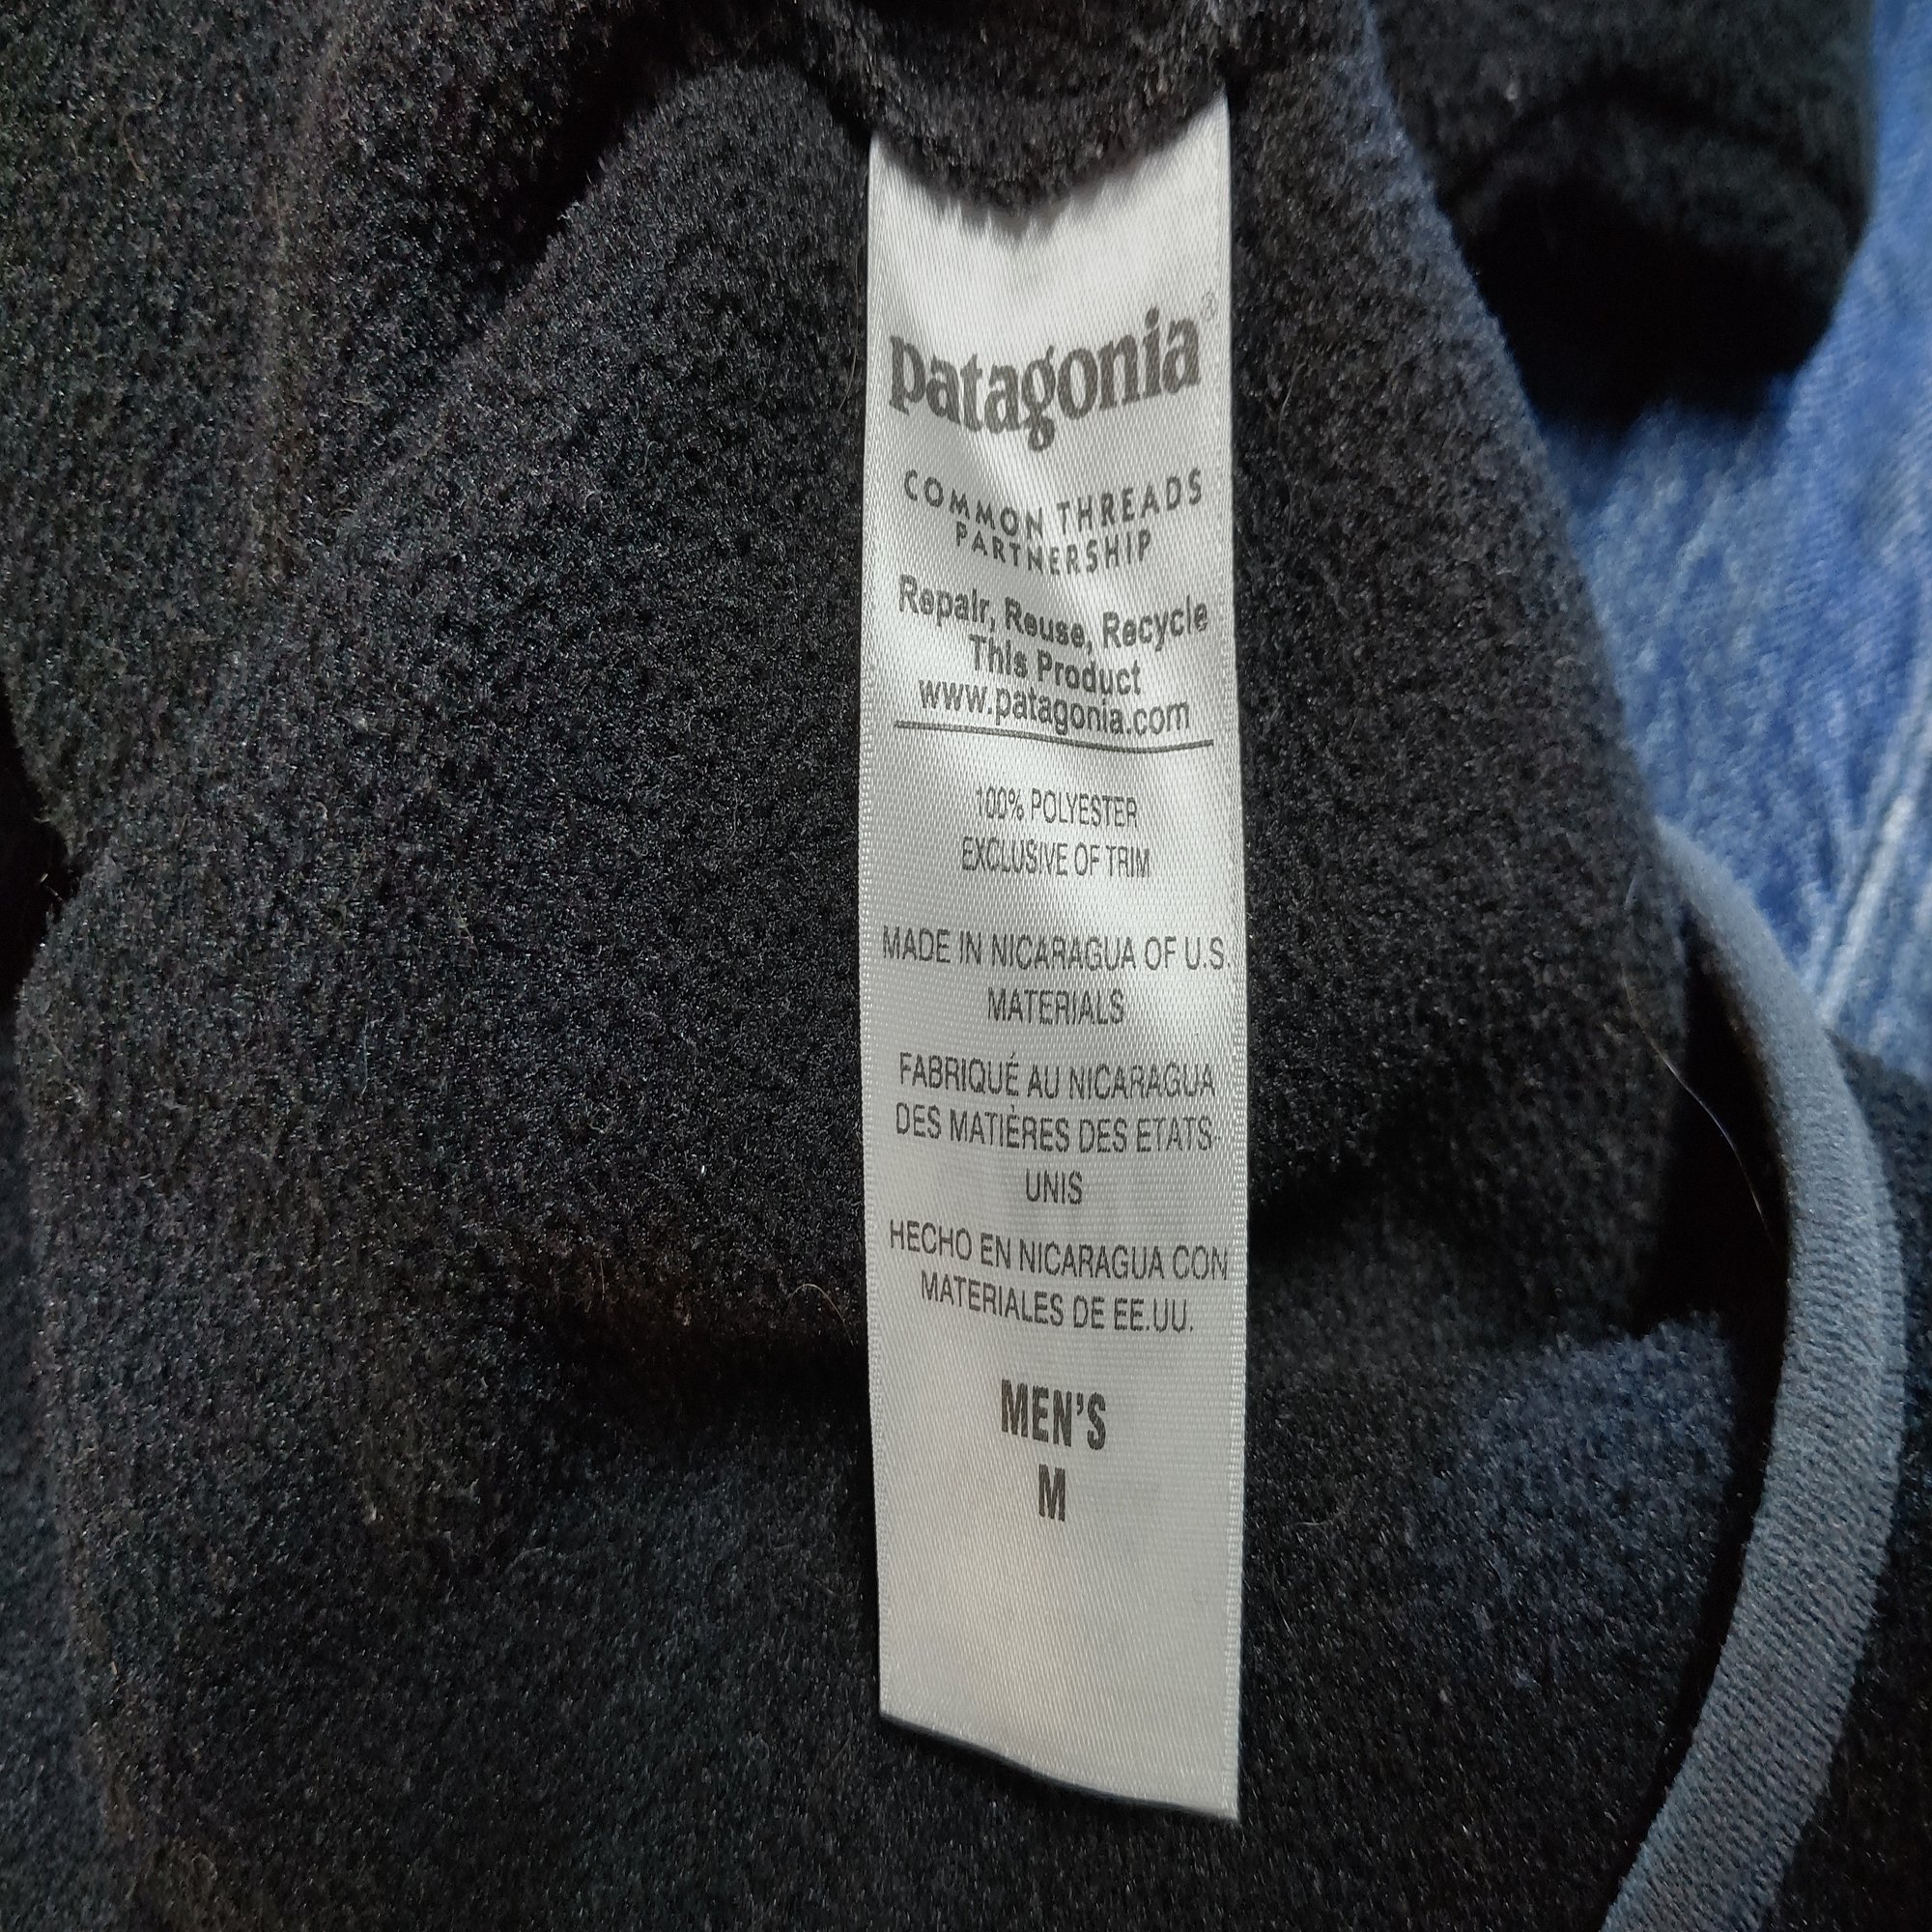 patagonia®
COMMON THREADS
PARTNERSHIP
Repair, Reuse, Recycle
This Product
www.patagonia.com
100% POLYESTER
EXCLUSIVE OF TRIM
MADE IN NICARAGUA OF U.S.
MATERIALS
FABRIQUÉ AU NICARAGUA
DES MATIÈRES DES ETATS-
UNIS
HECHO EN NICARAGUA CON
MATERIALES DE EE.UU.
MEN'S
M